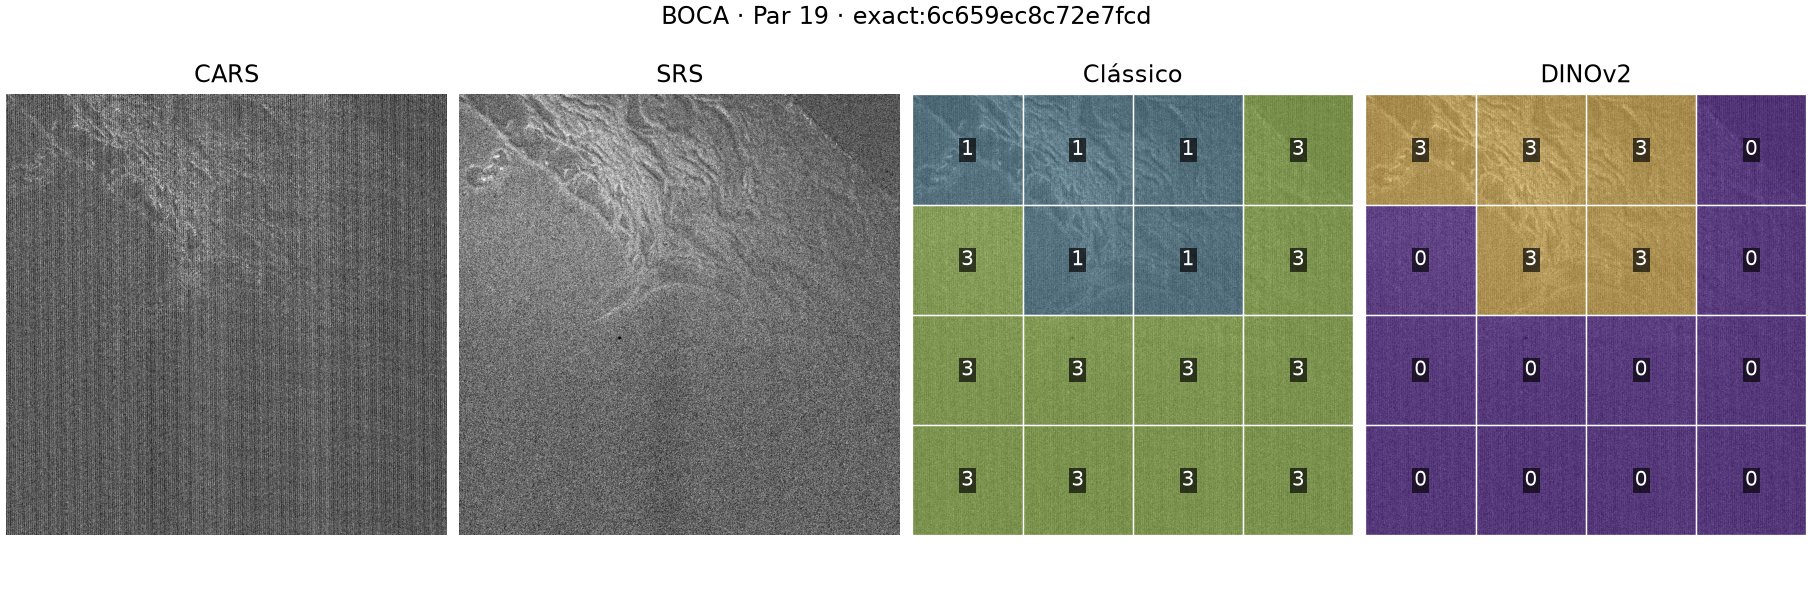 BOCA · Par 19 · exact:6c659ec8c72e7fcd
CARS SRS Clássico DINOv2
1 1 1 3 3 3 3 0
3 1 1 3 0 3 3 0
3 3 3 3 0 0 0 0
3 3 3 3 0 0 0 0